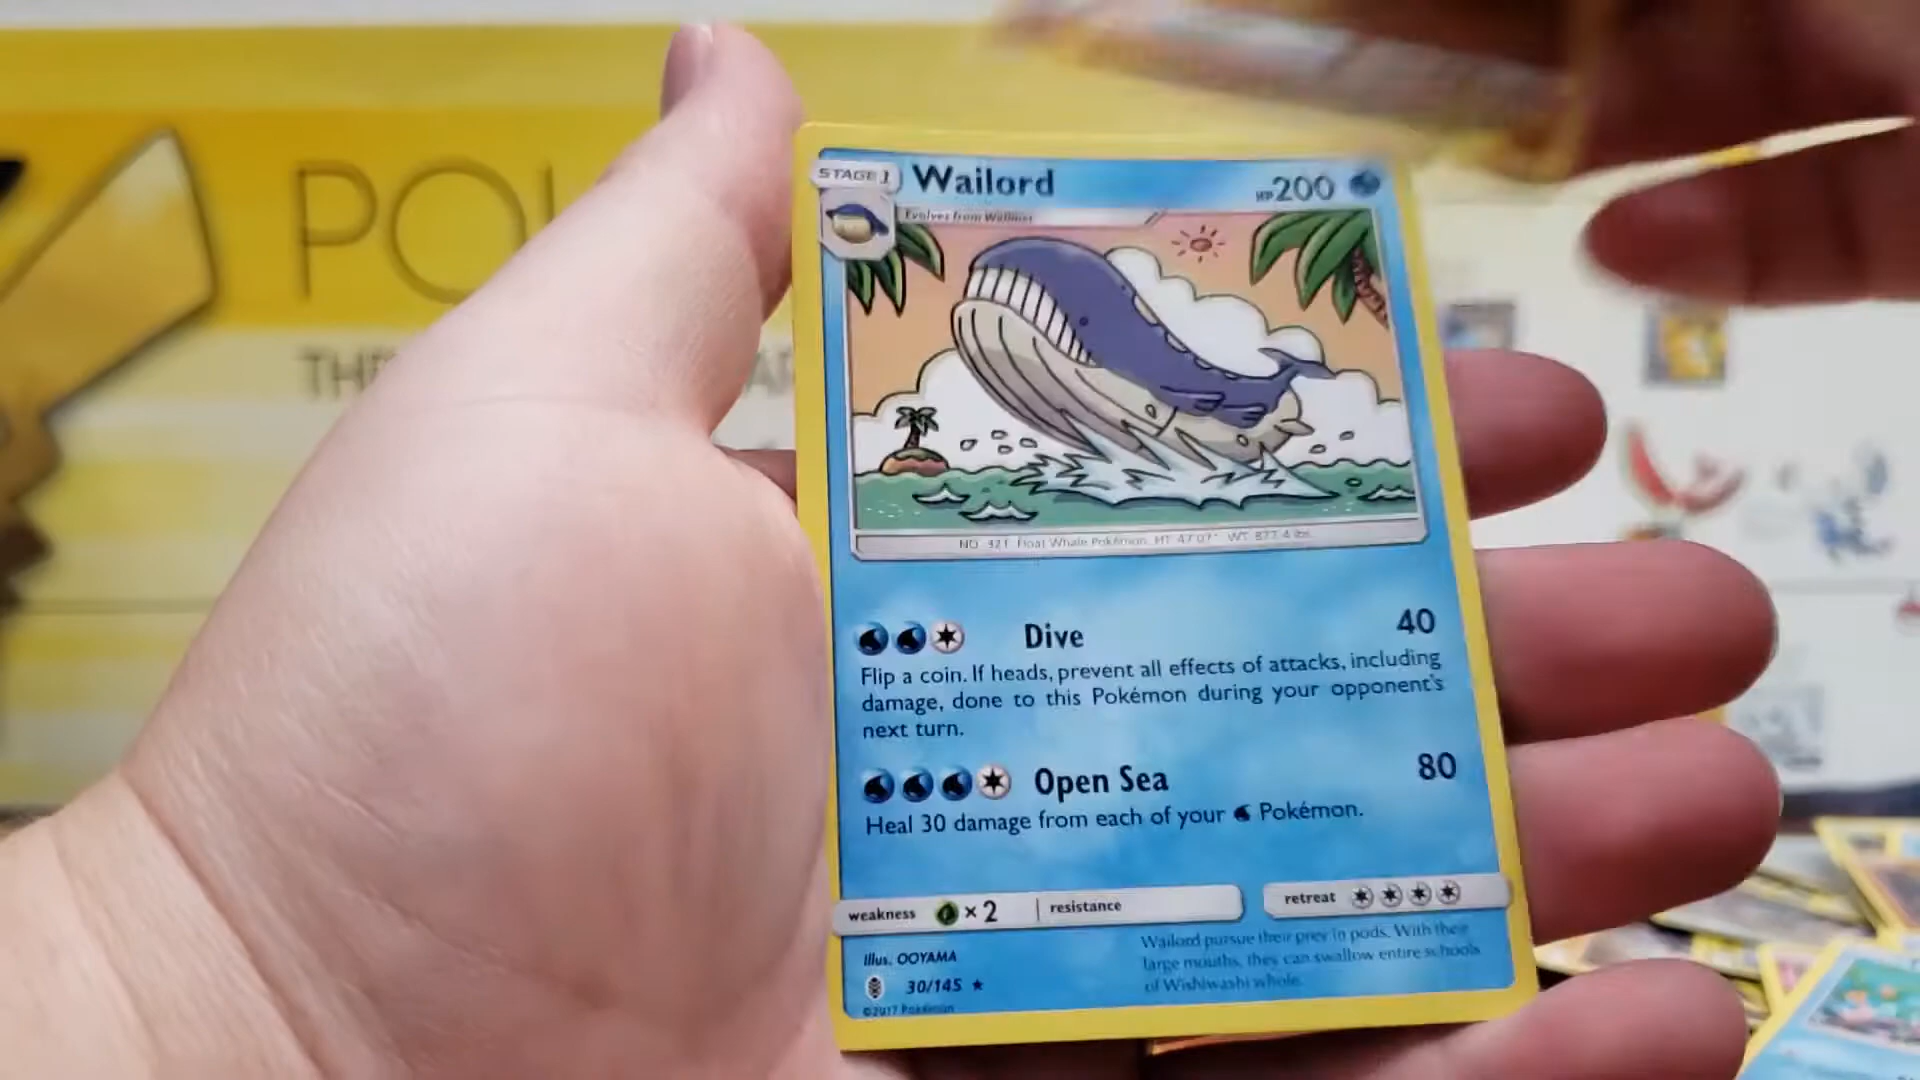 PO
THE
STAGE 1 Wailord HP200
Evolves from Wailmer
NO. 321 Float Whale Pokémon HT: 47'07" WT: 877.4 lbs.
Dive 40
Flip a coin. If heads, prevent all effects of attacks, including
damage, done to this Pokémon during your opponent's
next turn.
Open Sea 80
Heal 30 damage from each of your Pokémon.
weakness ×2 resistance retreat
Illus. OOYAMA
30/145 ★
©2017 Pokémon
Wailord pursue their prey in pods. With their
large mouths, they can swallow entire schools
of Wishiwashi whole.